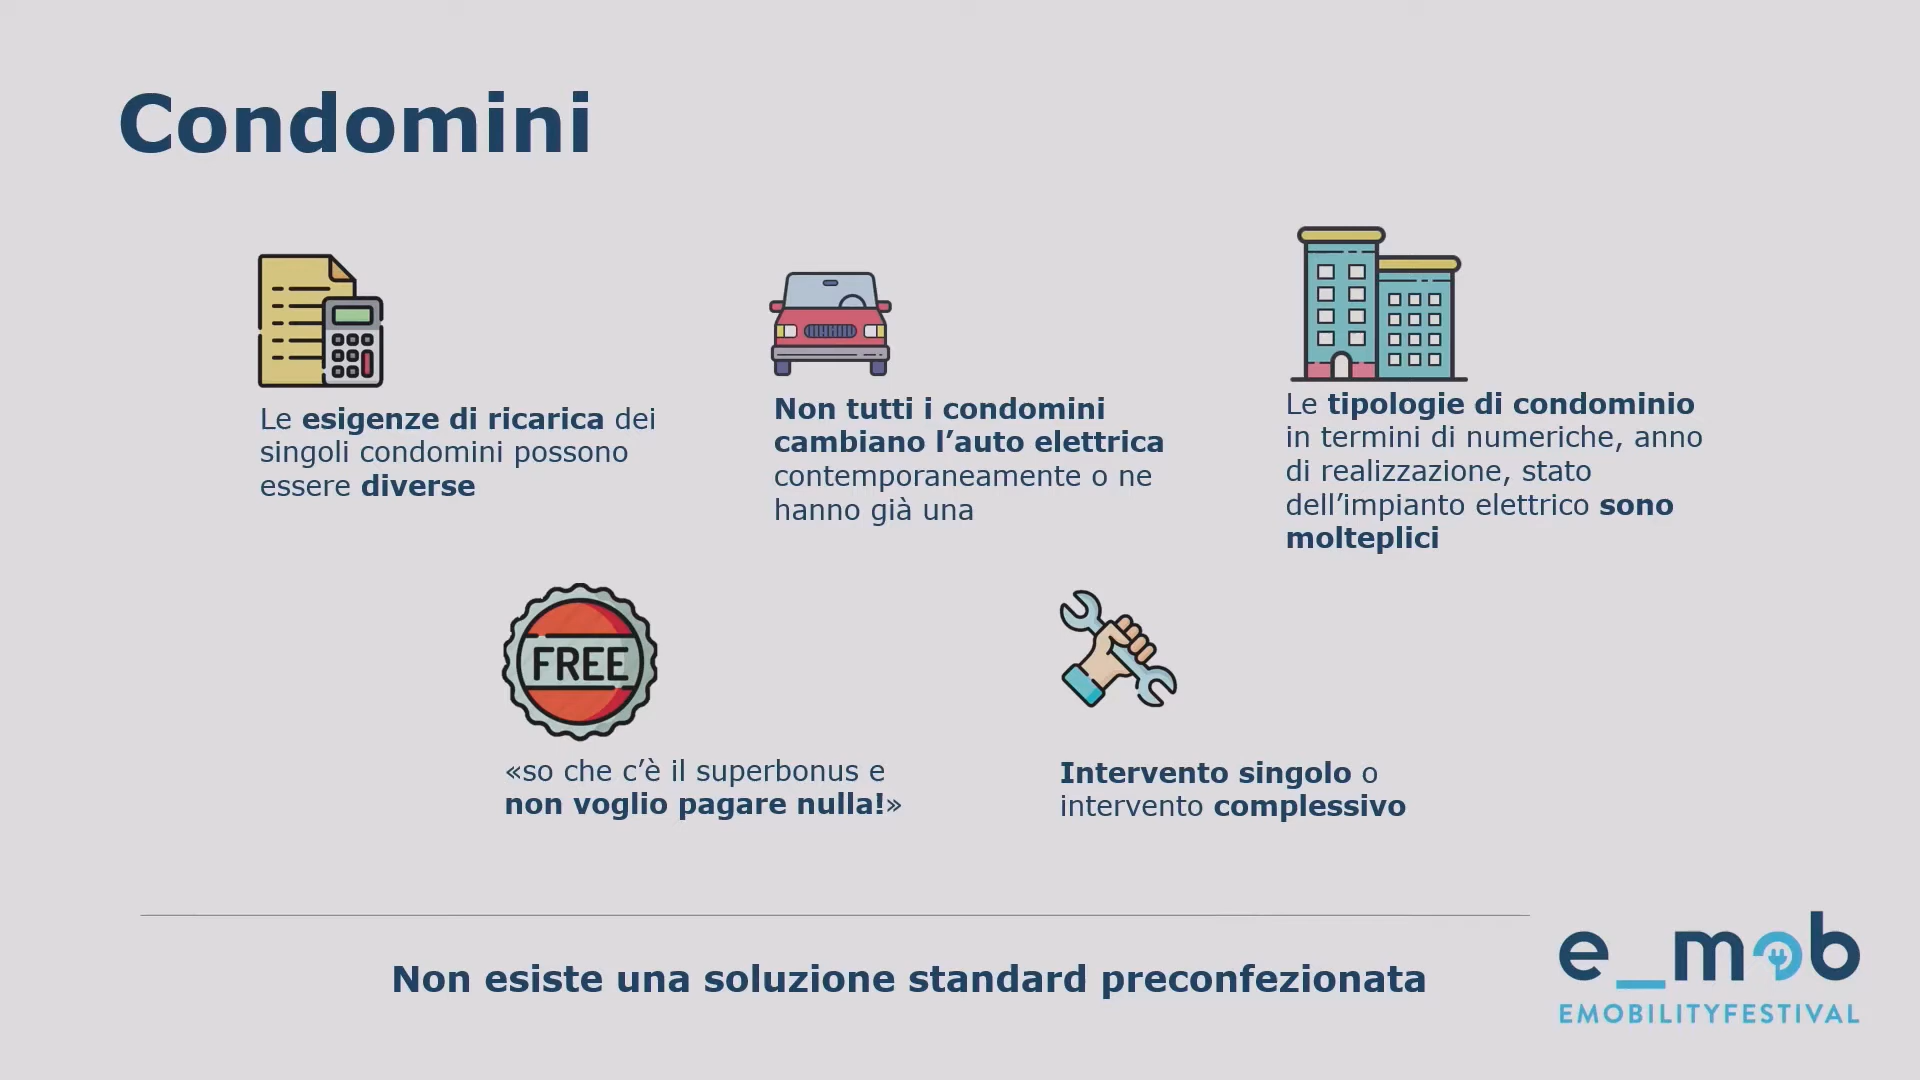 Condomini
Le esigenze di ricarica dei
singoli condomini possono
essere diverse
Non tutti i condomini
cambiano l’auto elettrica
contemporaneamente o ne
hanno già una
Le tipologie di condominio
in termini di numeriche, anno
di realizzazione, stato
dell’impianto elettrico sono
molteplici
FREE
«so che c’è il superbonus e
non voglio pagare nulla!»
Intervento singolo o
intervento complessivo
Non esiste una soluzione standard preconfezionata
e_mob
EMOBILITYFESTIVAL